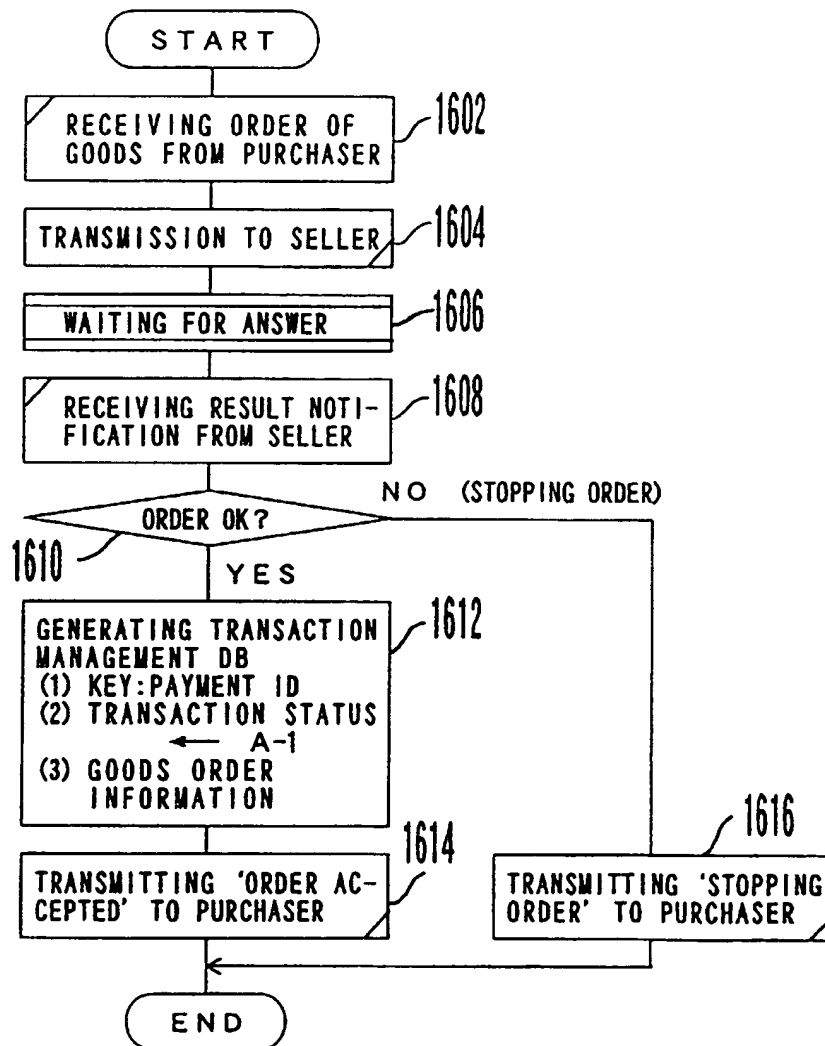 START
RECEIVING ORDER OF
GOODS FROM PURCHASER
1602
TRANSMISSION TO SELLER
1604
WAITING FOR ANSWER
1606
RECEIVING RESULT NOTI-
FICATION FROM SELLER
1608
NO (STOPPING ORDER)
ORDER OK?
1610
YES
GENERATING TRANSACTION
MANAGEMENT DB
(1) KEY:PAYMENT ID
(2) TRANSACTION STATUS
← A-1
(3) GOODS ORDER
INFORMATION
1612
TRANSMITTING 'ORDER AC-
CEPTED' TO PURCHASER
1614
TRANSMITTING 'STOPPING
ORDER' TO PURCHASER
1616
END